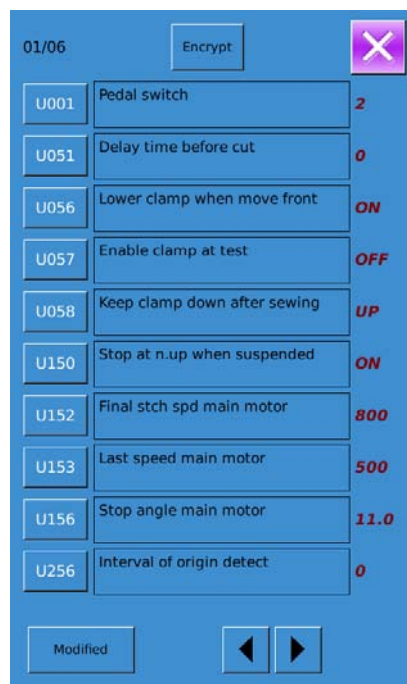 01/06 Encrypt
U001 Pedal switch 2
U051 Delay time before cut 0
U056 Lower clamp when move front ON
U057 Enable clamp at test OFF
U058 Keep clamp down after sewing UP
U150 Stop at n.up when suspended ON
U152 Final stch spd main motor 800
U153 Last speed main motor 500
U156 Stop angle main motor 11.0
U256 Interval of origin detect 0
Modified